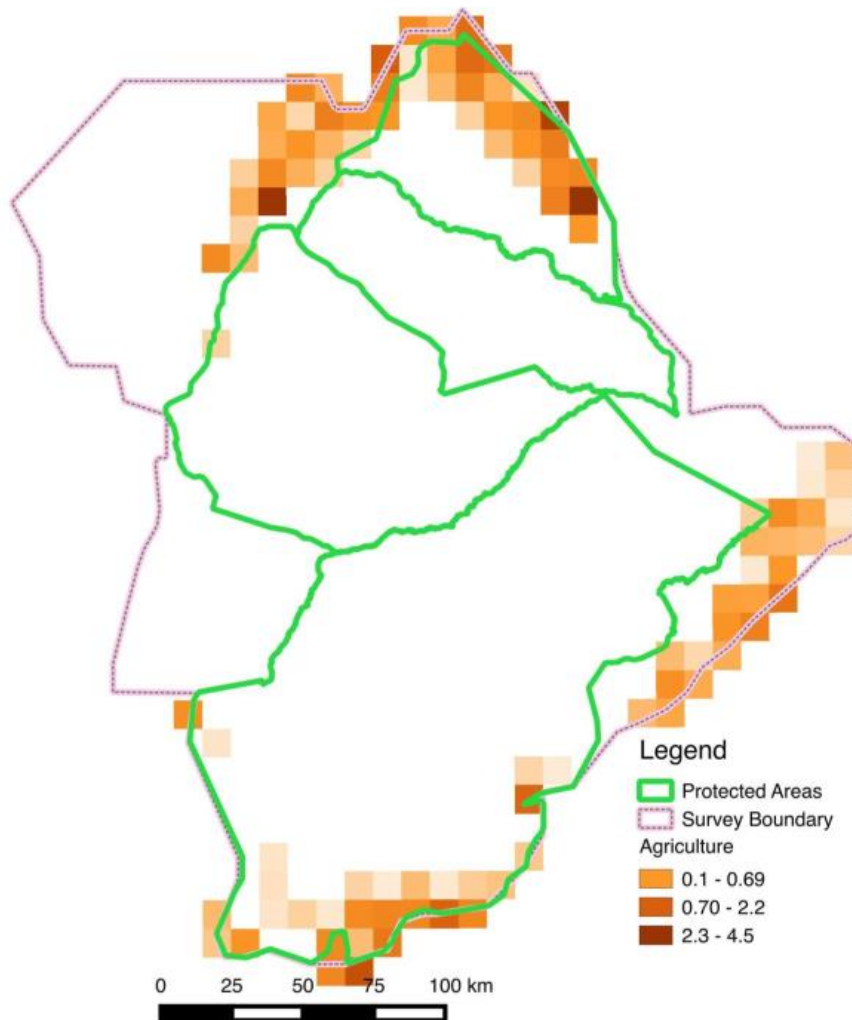 Legend
Protected Areas
Survey Boundary
Agriculture
0.1 - 0.69
0.70 - 2.2
2.3 - 4.5
0 25 50 75 100 km